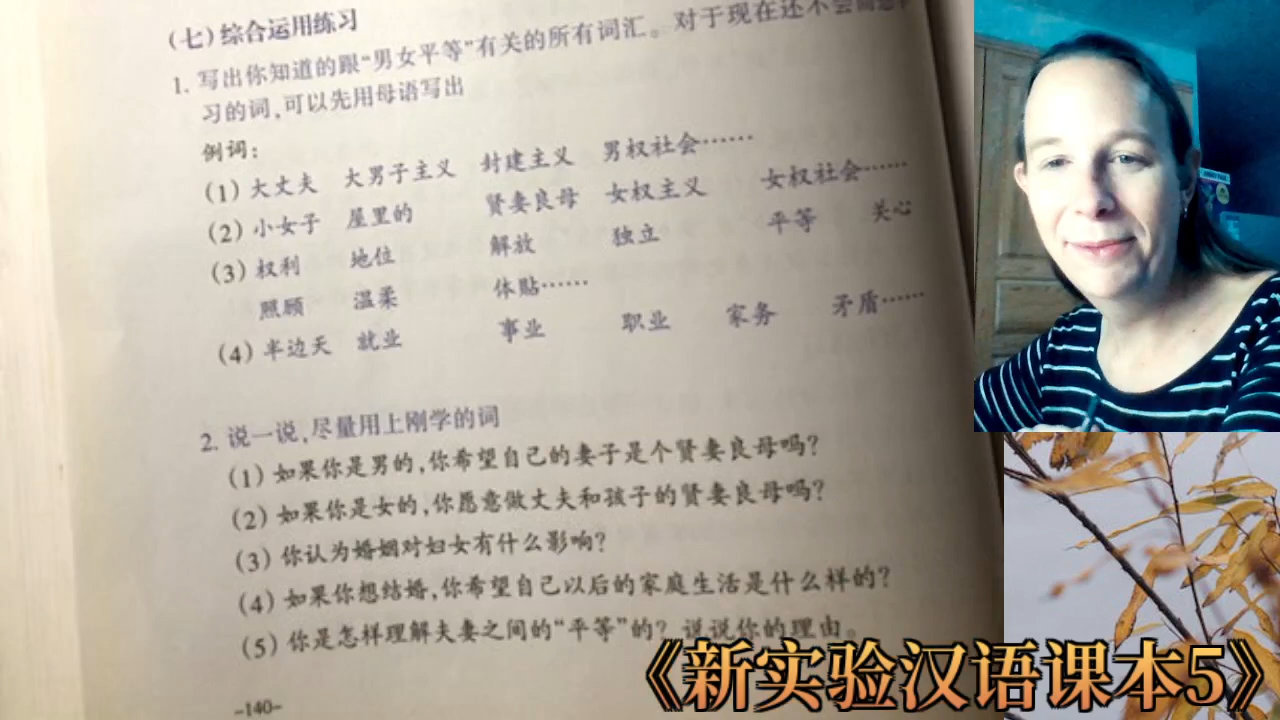 (七)综合运用练习
1. 写出你知道的跟“男女平等”有关的所有词汇。对于现在还不会
习的词,可以先用母语写出
例词:
(1)大丈夫 大男子主义 封建主义 男权社会……
(2)小女子 屋里的 贤妻良母 女权主义 女权社会……
(3)权利 地位 解放 独立 平等 关心
照顾 温柔 体贴……
(4)半边天 就业 事业 职业 家务 矛盾……
2. 说一说,尽量用上刚学的词
(1)如果你是男的,你希望自己的妻子是个贤妻良母吗?
(2)如果你是女的,你愿意做丈夫和孩子的贤妻良母吗?
(3)你认为婚姻对妇女有什么影响?
(4)如果你想结婚,你希望自己以后的家庭生活是什么样的?
(5)你是怎样理解夫妻之间的“平等”的?说说你的理由。
-140-
《新实验汉语课本5》